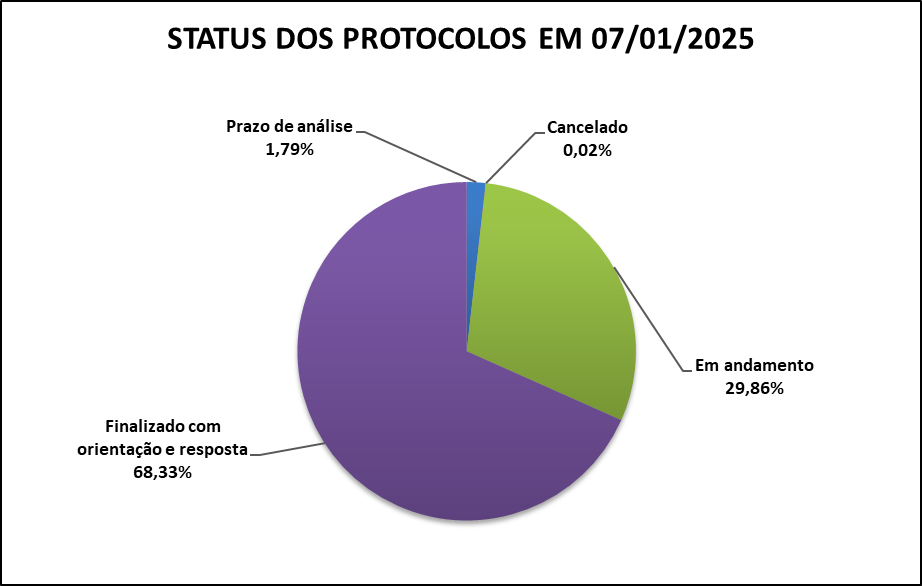 STATUS DOS PROTOCOLOS EM 07/01/2025
Prazo de análise
1,79%
Cancelado
0,02%
Em andamento
29,86%
Finalizado com
orientação e resposta
68,33%